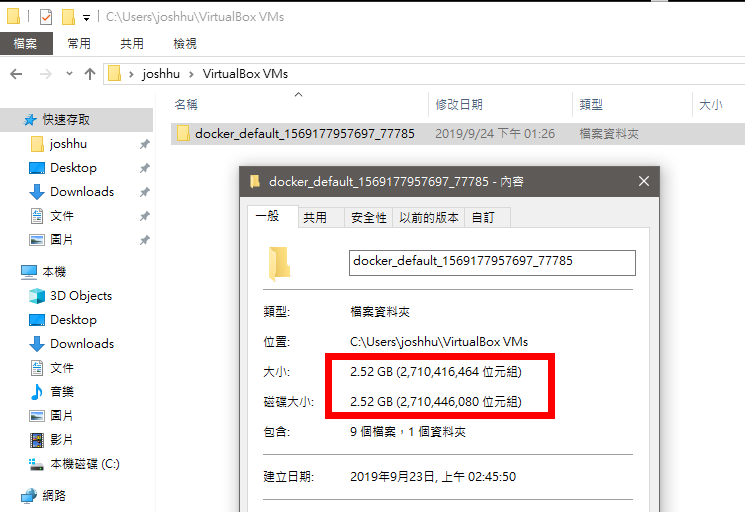 C:\Users\joshhu\VirtualBox VMs
檔案 常用 共用 檢視
joshhu VirtualBox VMs
名稱 修改日期 類型 大小
docker_default_1569177957697_77785 2019/9/24 下午 01:26 檔案資料夾
快速存取
joshhu
Desktop
Downloads
文件
圖片
本機
3D Objects
Desktop
Downloads
文件
音樂
影片
本機磁碟 (C:)
網路
docker_default_1569177957697_77785 - 內容
一般 共用 安全性 以前的版本 自訂
docker_default_1569177957697_77785
類型: 檔案資料夾
位置: C:\Users\joshhu\VirtualBox VMs
大小: 2.52 GB (2,710,416,464 位元組)
磁碟大小: 2.52 GB (2,710,446,080 位元組)
包含: 9 個檔案，1 個資料夾
建立日期: 2019年9月23日, 上午 02:45:50